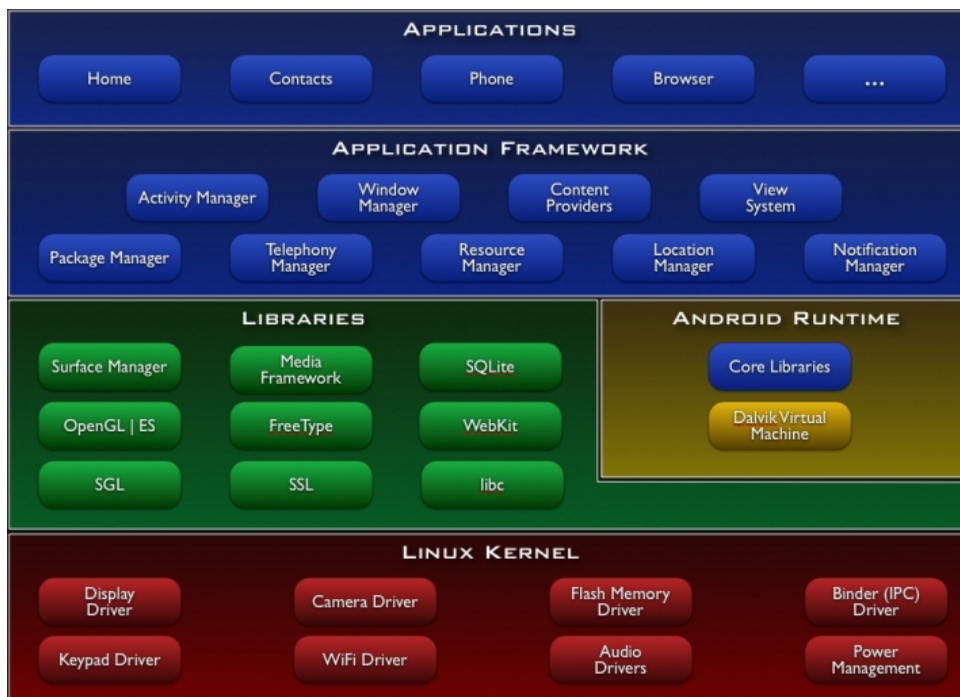 APPLICATIONS
Home
Contacts
Phone
Browser
...
APPLICATION FRAMEWORK
Activity Manager
Window
Manager
Content
Providers
View
System
Package Manager
Telephony
Manager
Resource
Manager
Location
Manager
Notification
Manager
LIBRARIES
Surface Manager
Media
Framework
SQLite
OpenGL | ES
FreeType
WebKit
SGL
SSL
libc
ANDROID RUNTIME
Core Libraries
Dalvik Virtual
Machine
LINUX KERNEL
Display
Driver
Camera Driver
Flash Memory
Driver
Binder (IPC)
Driver
Keypad Driver
WiFi Driver
Audio
Drivers
Power
Management